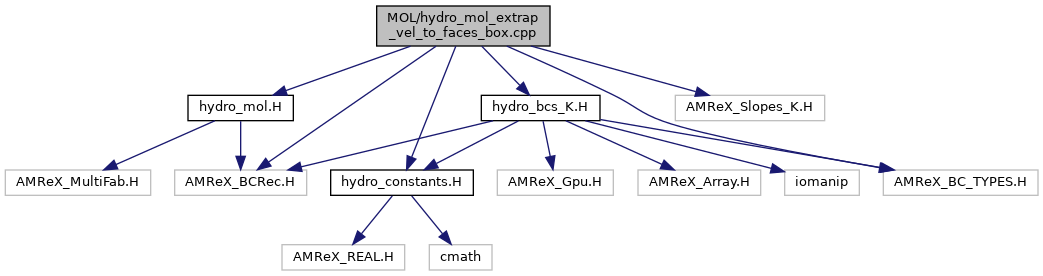 MOL/hydro_mol_extrap
_vel_to_faces_box.cpp
hydro_mol.H
hydro_bcs_K.H
AMReX_Slopes_K.H
AMReX_MultiFab.H
AMReX_BCRec.H
hydro_constants.H
AMReX_Gpu.H
AMReX_Array.H
iomanip
AMReX_BC_TYPES.H
AMReX_REAL.H
cmath